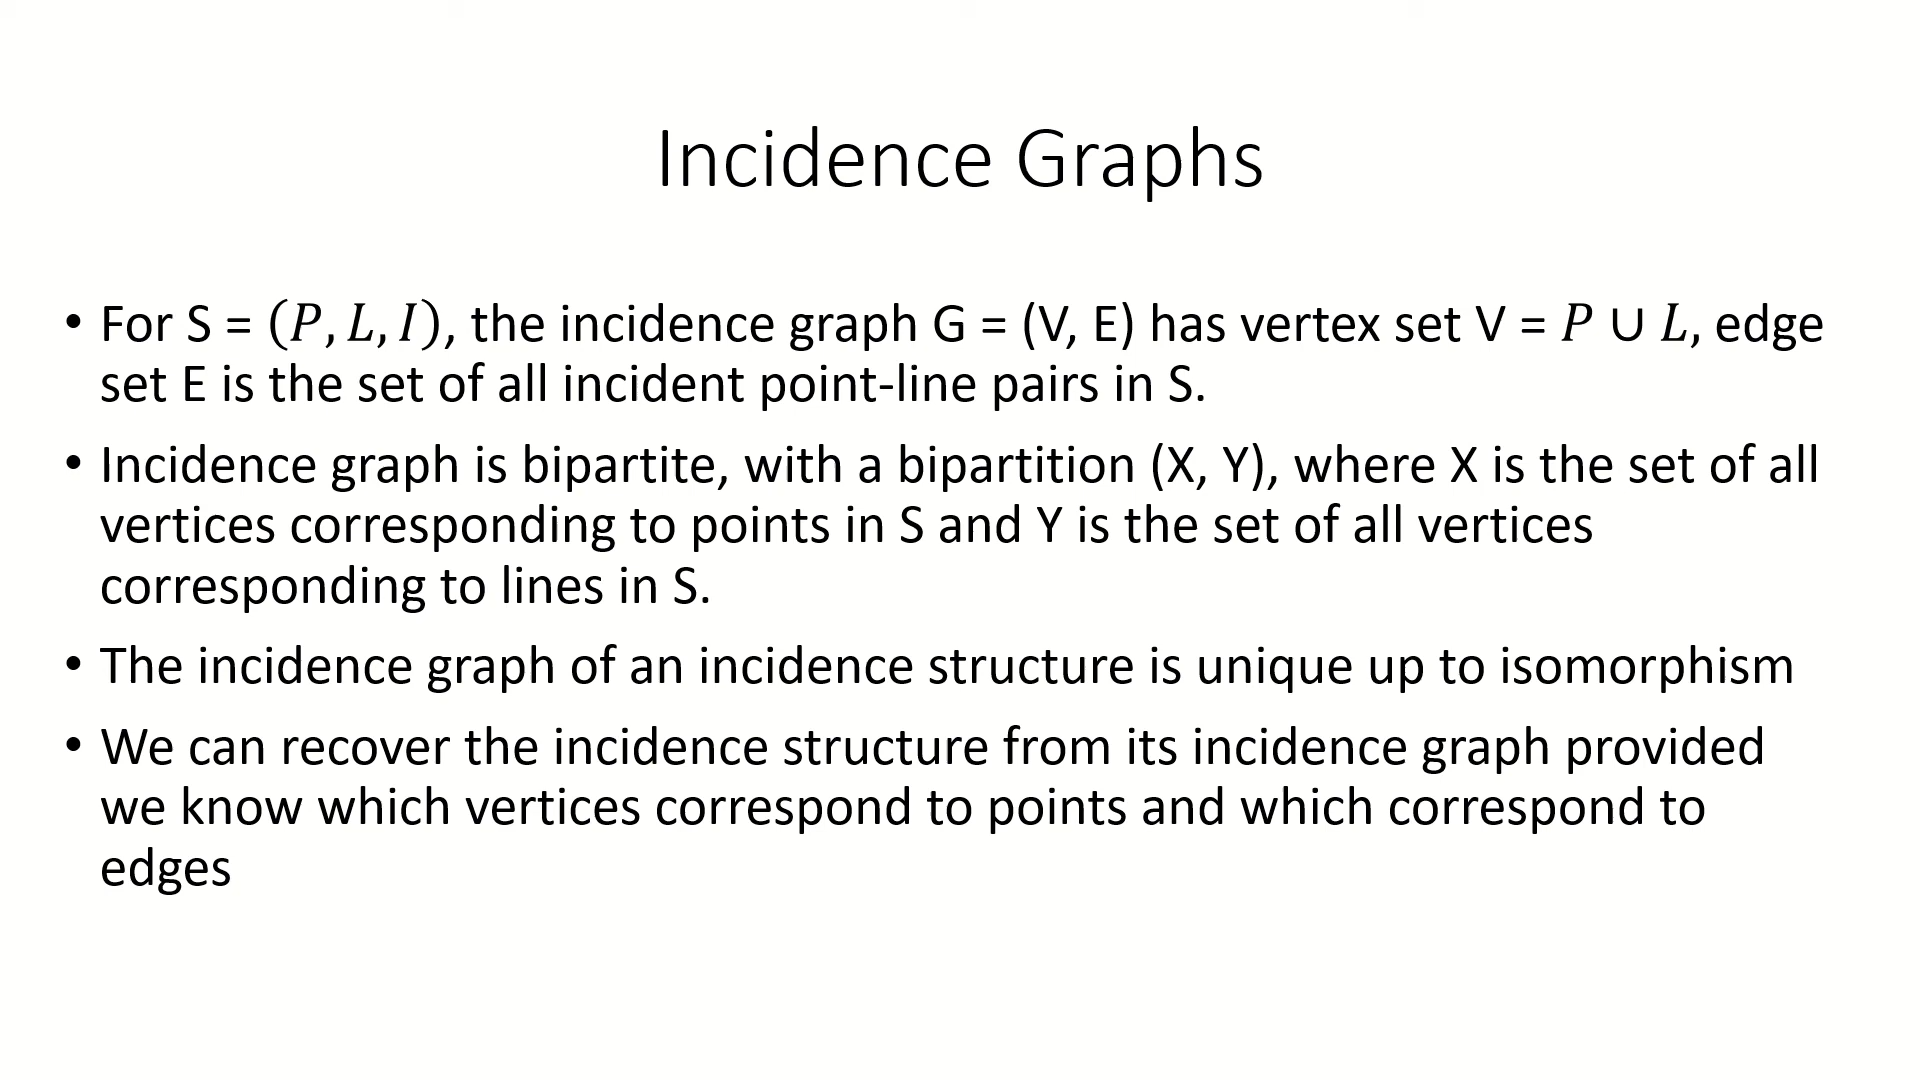 Incidence Graphs
• For S = (P, L, I), the incidence graph G = (V, E) has vertex set V = P ∪ L, edge
set E is the set of all incident point-line pairs in S.
• Incidence graph is bipartite, with a bipartition (X, Y), where X is the set of all
vertices corresponding to points in S and Y is the set of all vertices
corresponding to lines in S.
• The incidence graph of an incidence structure is unique up to isomorphism
• We can recover the incidence structure from its incidence graph provided
we know which vertices correspond to points and which correspond to
edges